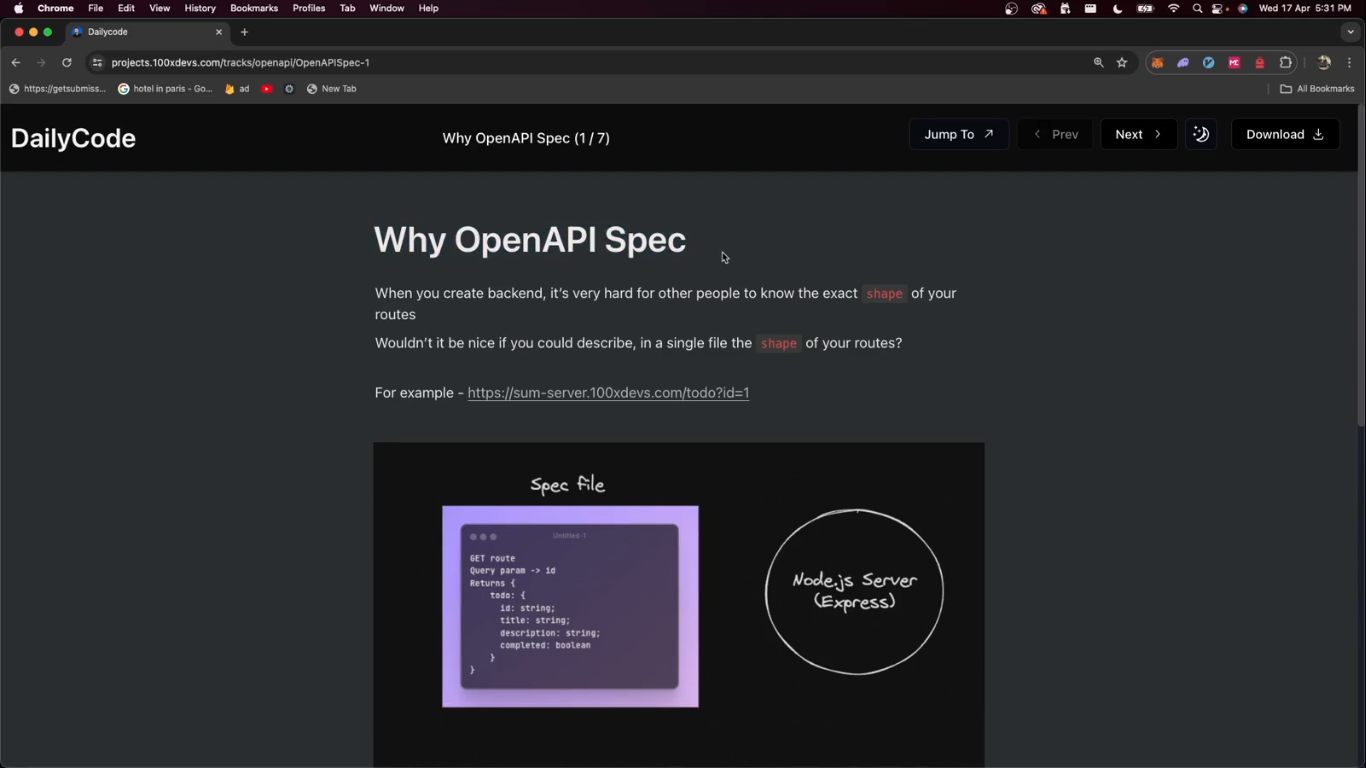 Chrome File Edit View History Bookmarks Profiles Tab Window Help Wed 17 Apr 5:31 PM
Dailycode
projects.100xdevs.com/tracks/openapi/OpenAPISpec-1
https://getsubmiss... hotel in paris - Go... ad New Tab All Bookmarks
DailyCode Why OpenAPI Spec (1 / 7) Jump To Prev Next Download
Why OpenAPI Spec
When you create backend, it's very hard for other people to know the exact shape of your
routes
Wouldn't it be nice if you could describe, in a single file the shape of your routes?
For example - https://sum-server.100xdevs.com/todo?id=1
Spec file
Untitled-1
GET route
Query param -> id
Returns {
todo: {
id: string;
title: string;
description: string;
completed: boolean
}
}
Node.js Server
(Express)